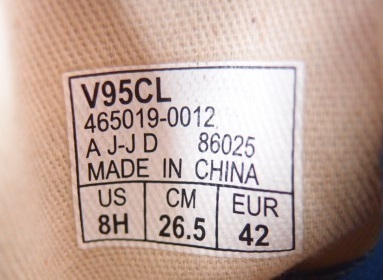 V95CL
465019-0012
A J-J D 86025
MADE IN CHINA
US CM EUR
8H 26.5 42